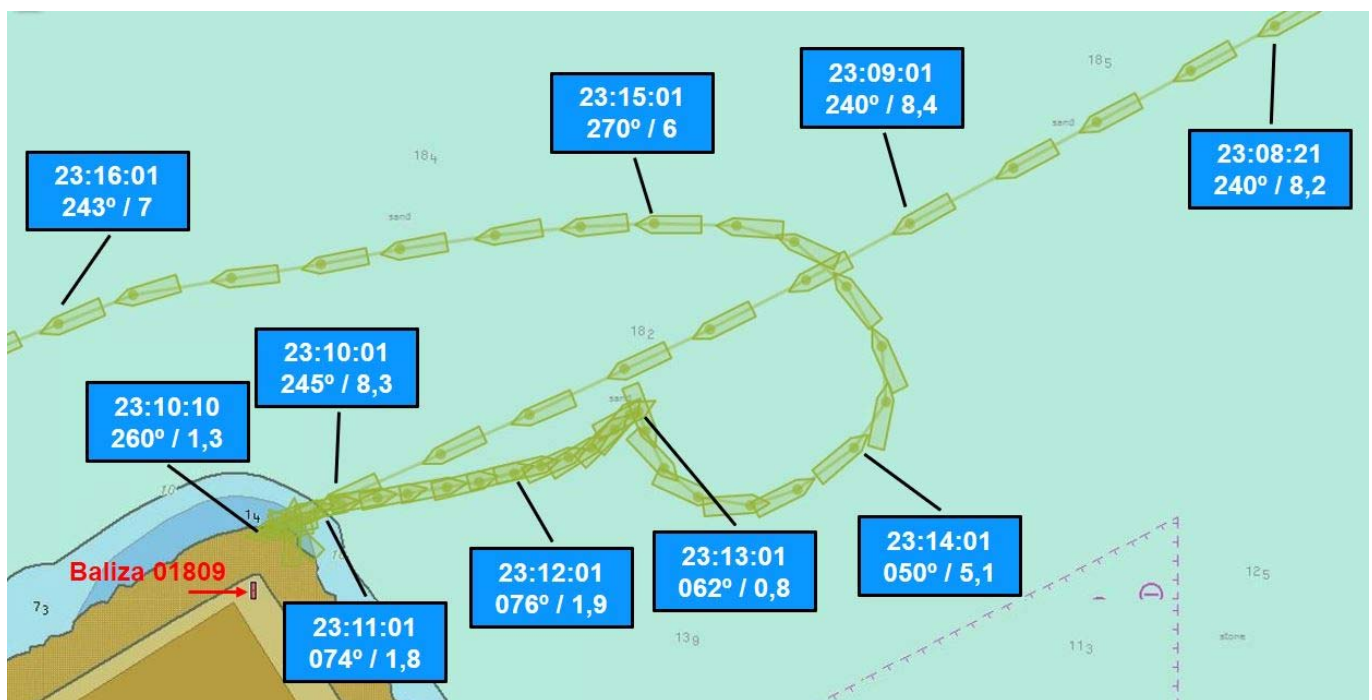 18₅
23:09:01
240º / 8,4
23:15:01
270º / 6
sand
23:08:21
240º / 8,2
18₄
23:16:01
243º / 7
sand
18₂
23:10:01
245º / 8,3
23:10:10
260º / 1,3
sand
10
1₄
10
23:13:01
062º / 0,8
23:14:01
050º / 5,1
23:12:01
076º / 1,9
Baliza 01809
12₅
7₃
23:11:01
074º / 1,8
13₉
11₃
stone